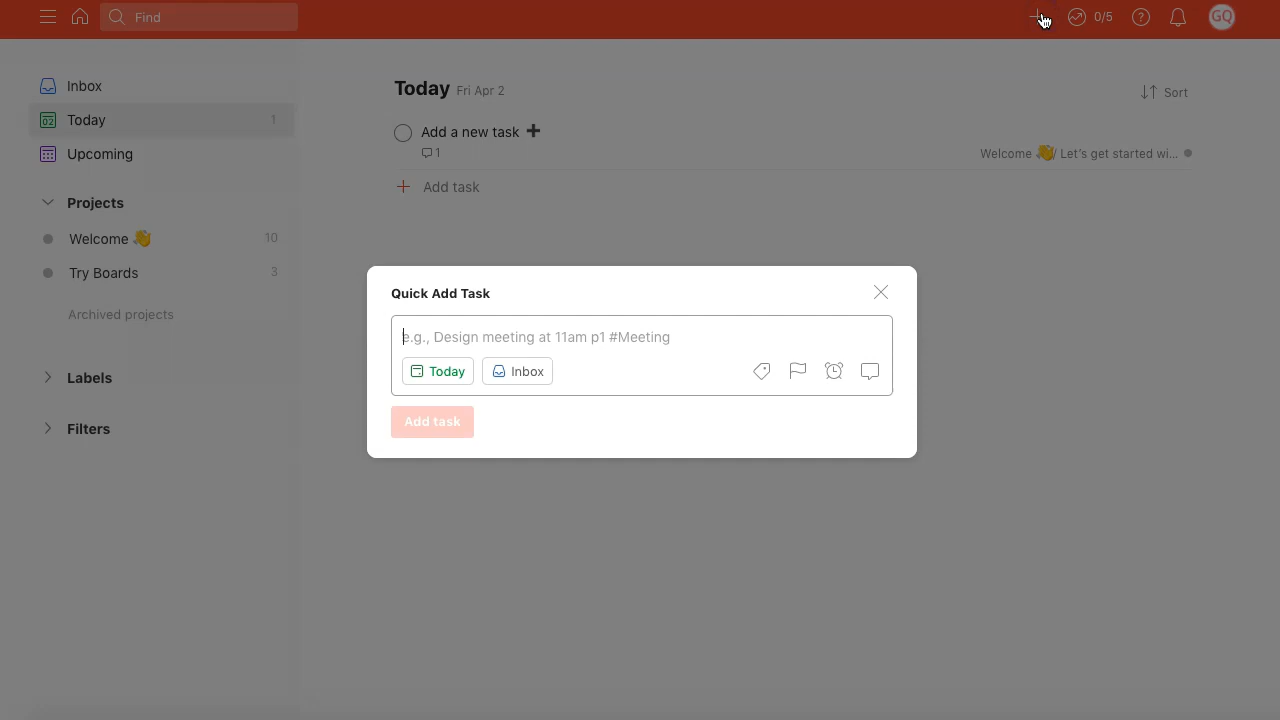 Find
0/5
GQ
Inbox
Today 1
02
Upcoming
Projects
Welcome 👋 10
Try Boards 3
Archived projects
Labels
Filters
Today Fri Apr 2
Sort
Add a new task ➕
1
Welcome 👋/ Let's get started wi...
Add task
Quick Add Task
e.g., Design meeting at 11am p1 #Meeting
Today
Inbox
Add task